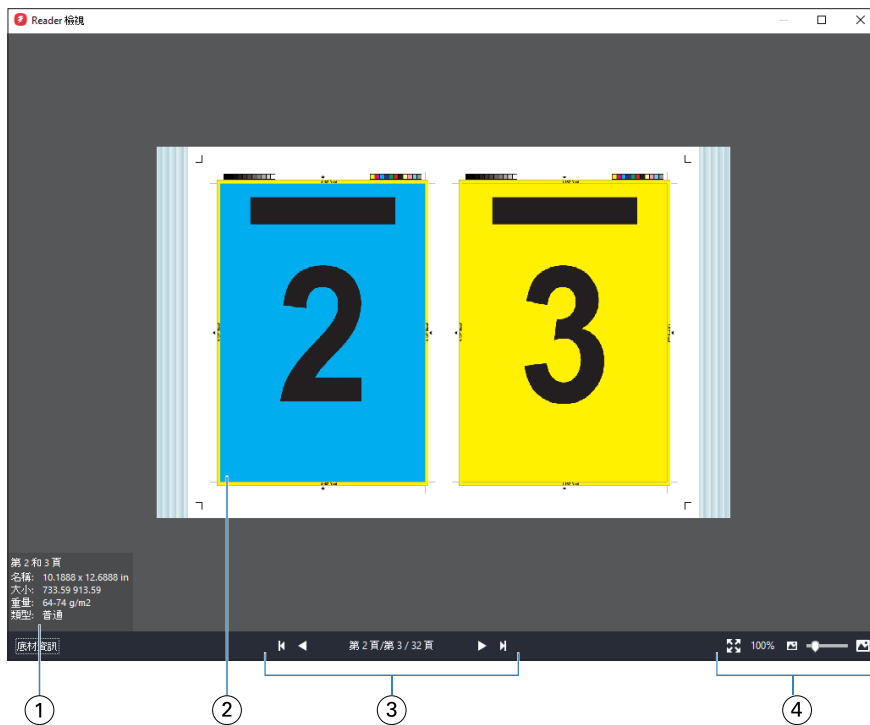 Reader 檢視
2
3
第 2 和 3 頁
名稱: 10.1888 x 12.6888 in
大小: 733.59 913.59
重量: 64-74 g/m2
類型: 普通
底材資訊
第 2 頁/第 3 / 32 頁
100%
1
2
3
4